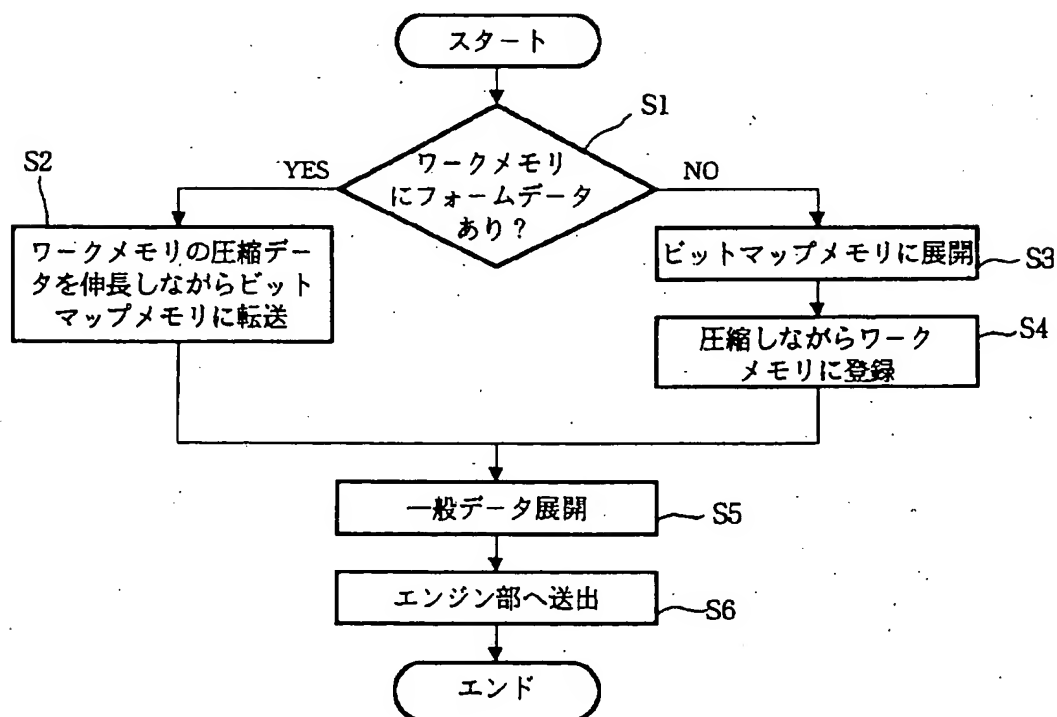 スタート
S1
ワークメモリ
にフォームデータ
あり?
YES
NO
S2
ワークメモリの圧縮デー
タを伸長しながらビット
マップメモリに転送
ビットマップメモリに展開
S3
圧縮しながらワーク
メモリに登録
S4
一般データ展開
S5
エンジン部へ送出
S6
エンド